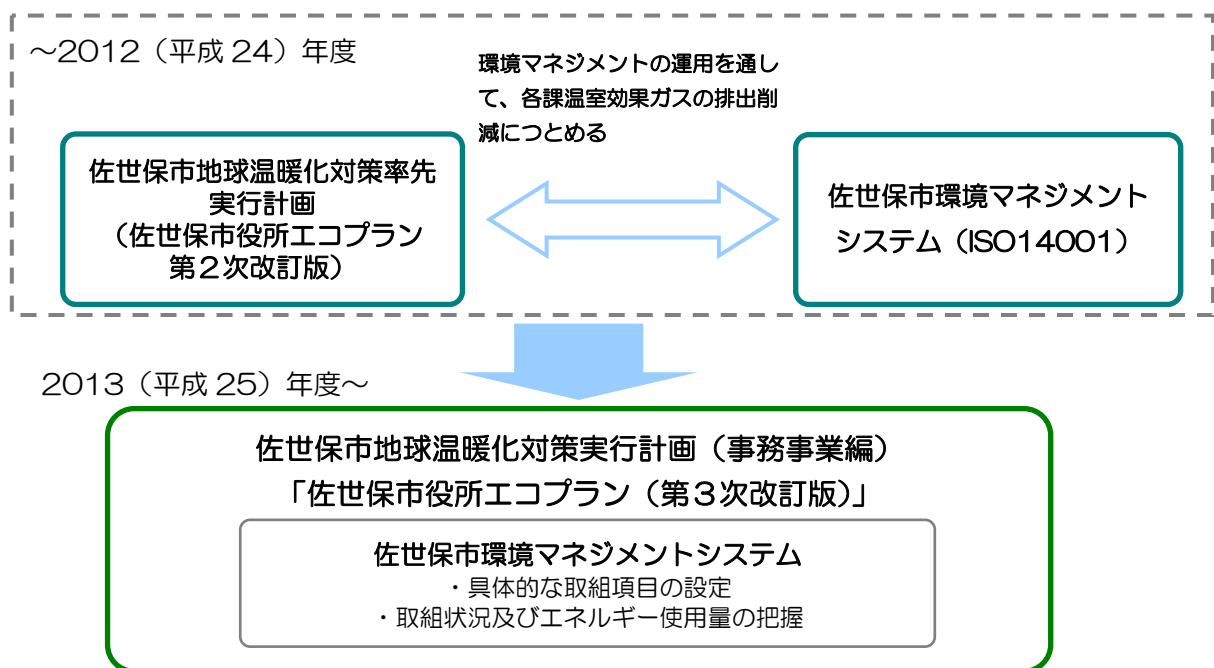 ～2012（平成 24）年度
環境マネジメントの運用を通し
て、各課温室効果ガスの排出削
減につとめる
佐世保市地球温暖化対策率先
実行計画
（佐世保市役所エコプラン
第２次改訂版）
佐世保市環境マネジメント
システム（ISO14001）
2013（平成 25）年度～
佐世保市地球温暖化対策実行計画（事務事業編）
「佐世保市役所エコプラン（第３次改訂版）」
佐世保市環境マネジメントシステム
・具体的な取組項目の設定
・取組状況及びエネルギー使用量の把握